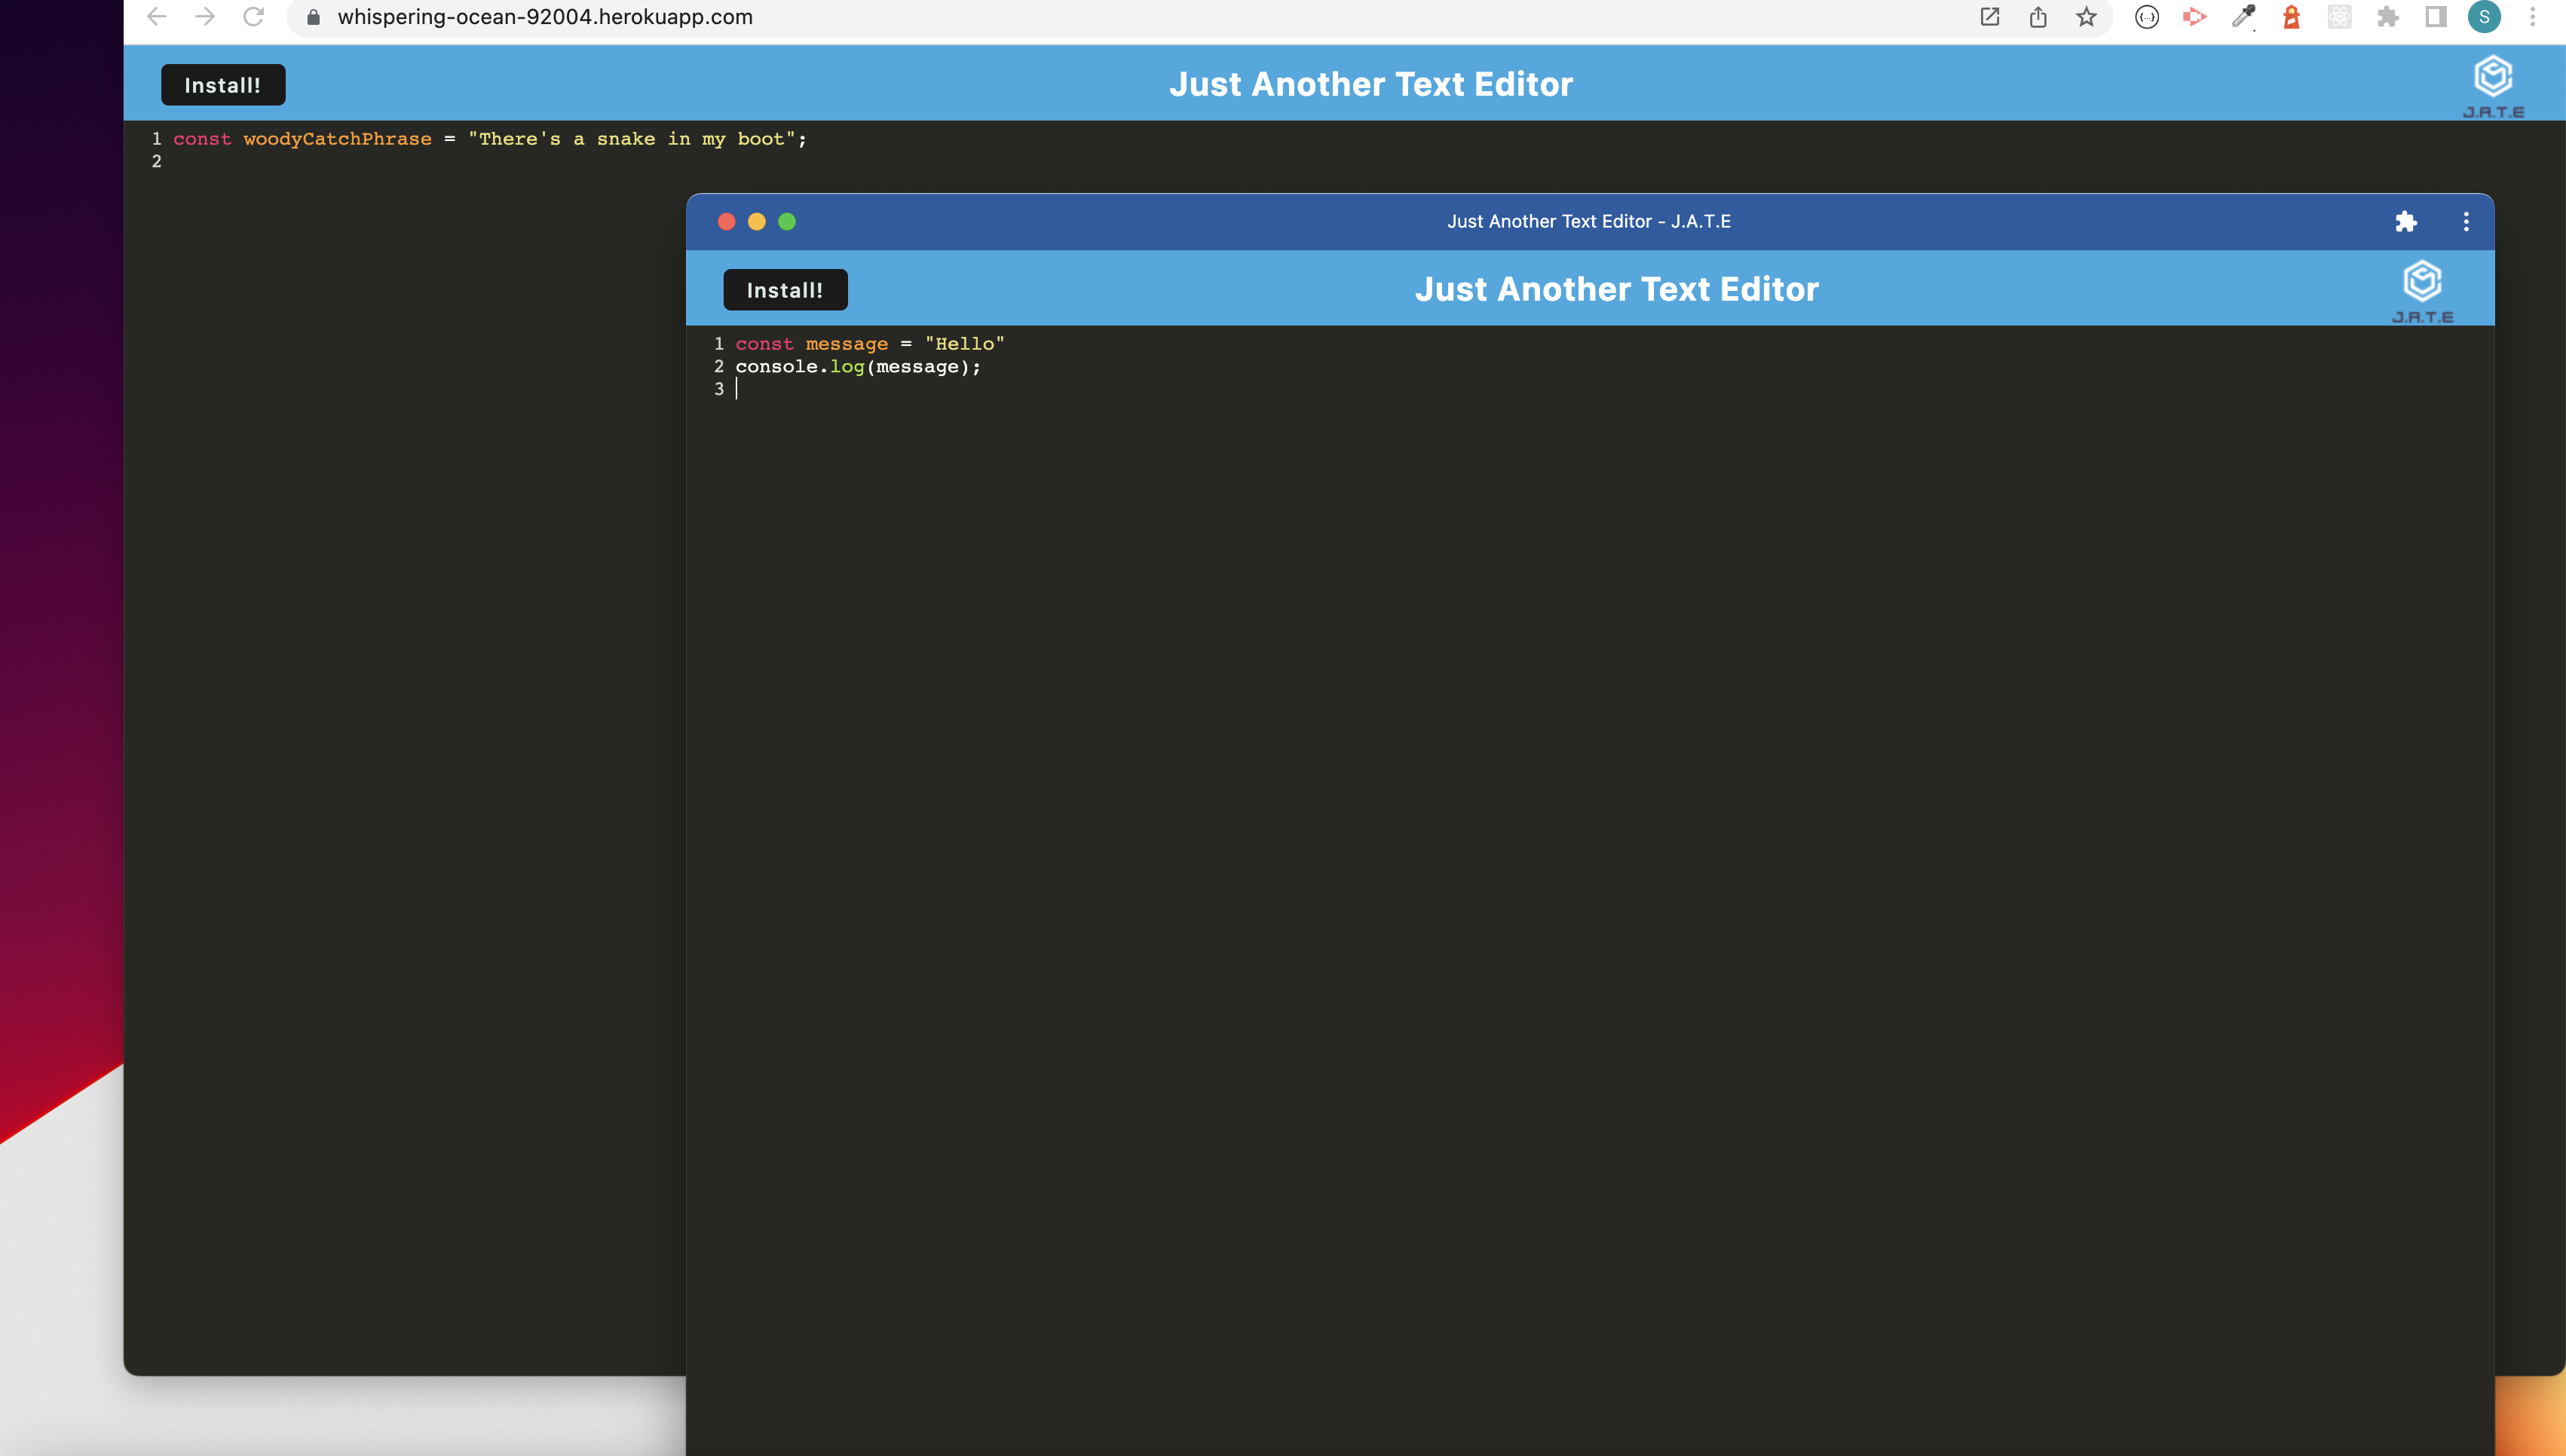 whispering-ocean-92004.herokuapp.com
S
Install!
Just Another Text Editor
J.A.T.E
1 const woodyCatchPhrase = "There's a snake in my boot";
2
Just Another Text Editor - J.A.T.E
Install!
Just Another Text Editor
J.A.T.E
1 const message = "Hello"
2 console.log(message);
3